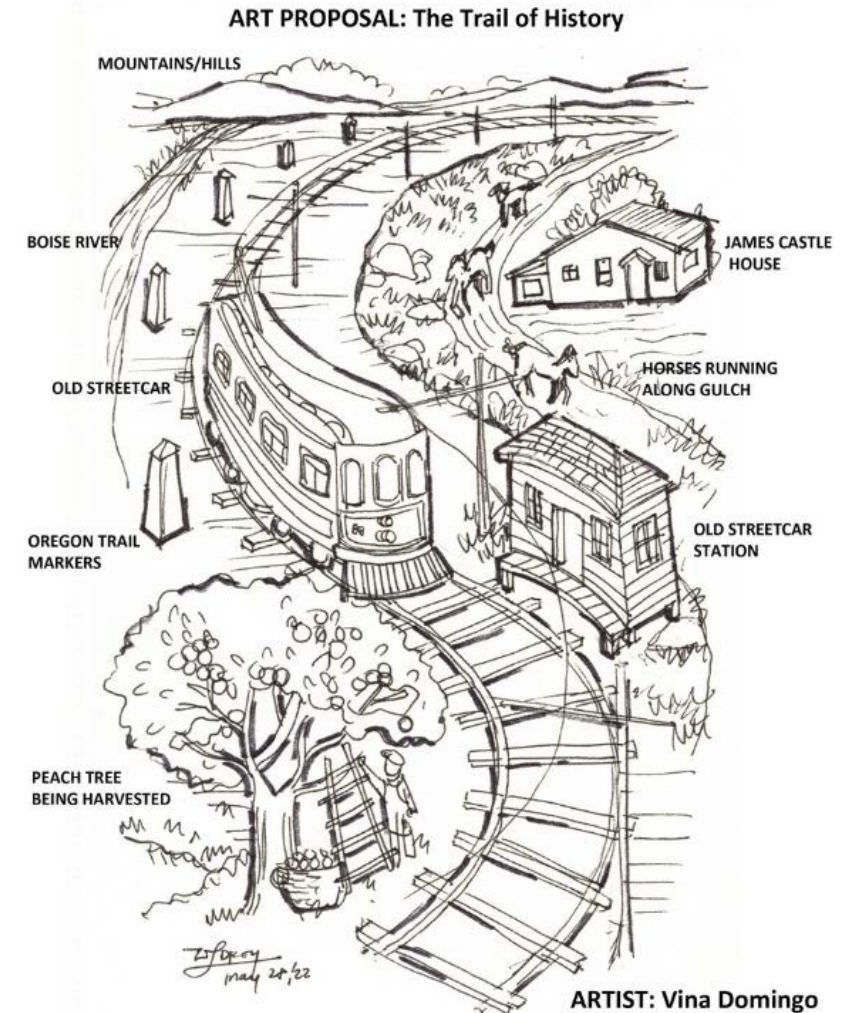 ART PROPOSAL: The Trail of History
MOUNTAINS/HILLS
BOISE RIVER
JAMES CASTLE
HOUSE
HORSES RUNNING
ALONG GULCH
OLD STREETCAR
OLD STREETCAR
STATION
OREGON TRAIL
MARKERS
PEACH TREE
BEING HARVESTED
may 28,'22
ARTIST: Vina Domingo